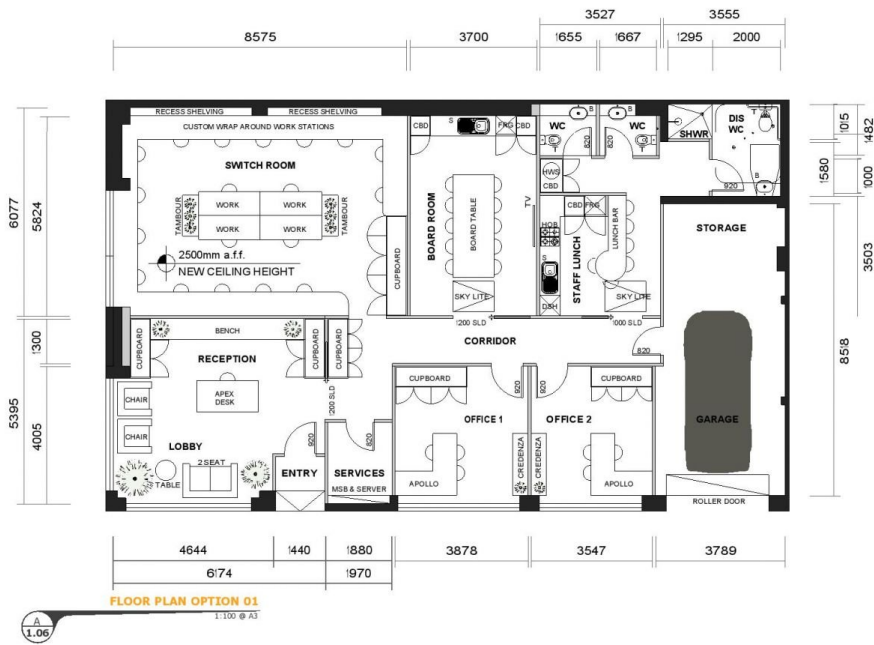 3527 3555
8575 3700 1655 1667 1295 2000
RECESS SHELVING RECESS SHELVING
CUSTOM WRAP AROUND WORK STATIONS
CBD S FRG CBD
B B
WC WC
820 820
SHWR
DIS
WC
B
920
1015
1482
1580
1000
SWITCH ROOM
WORK WORK
WORK WORK
TAMBOUR TAMBOUR
2500mm a.f.f.
NEW CEILING HEIGHT
CUPBOARD
BOARD ROOM
BOARD TABLE
TV
SKY LITE
HWS
CBD
CBD FRG
HOB
S
DSH
STAFF LUNCH
LUNCH BAR
SKY LITE
STORAGE
6077
5824
3503
8518
1200 SLD 1000 SLD
CORRIDOR
820
1300
5395
4005
BENCH
CUPBOARD CUPBOARD CUPBOARD
RECEPTION
APEX
DESK
1200 SLD
CHAIR
CHAIR
LOBBY
2 SEAT
TABLE
920
ENTRY
820
SERVICES
MSB & SERVER
920 920
CUPBOARD CUPBOARD
OFFICE 1 OFFICE 2
CREDENZA CREDENZA
APOLLO APOLLO
GARAGE
ROLLER DOOR
4644 1440 1880 3878 3547 3789
6174 1970
FLOOR PLAN OPTION 01
1:100 @ A3
A
1.06